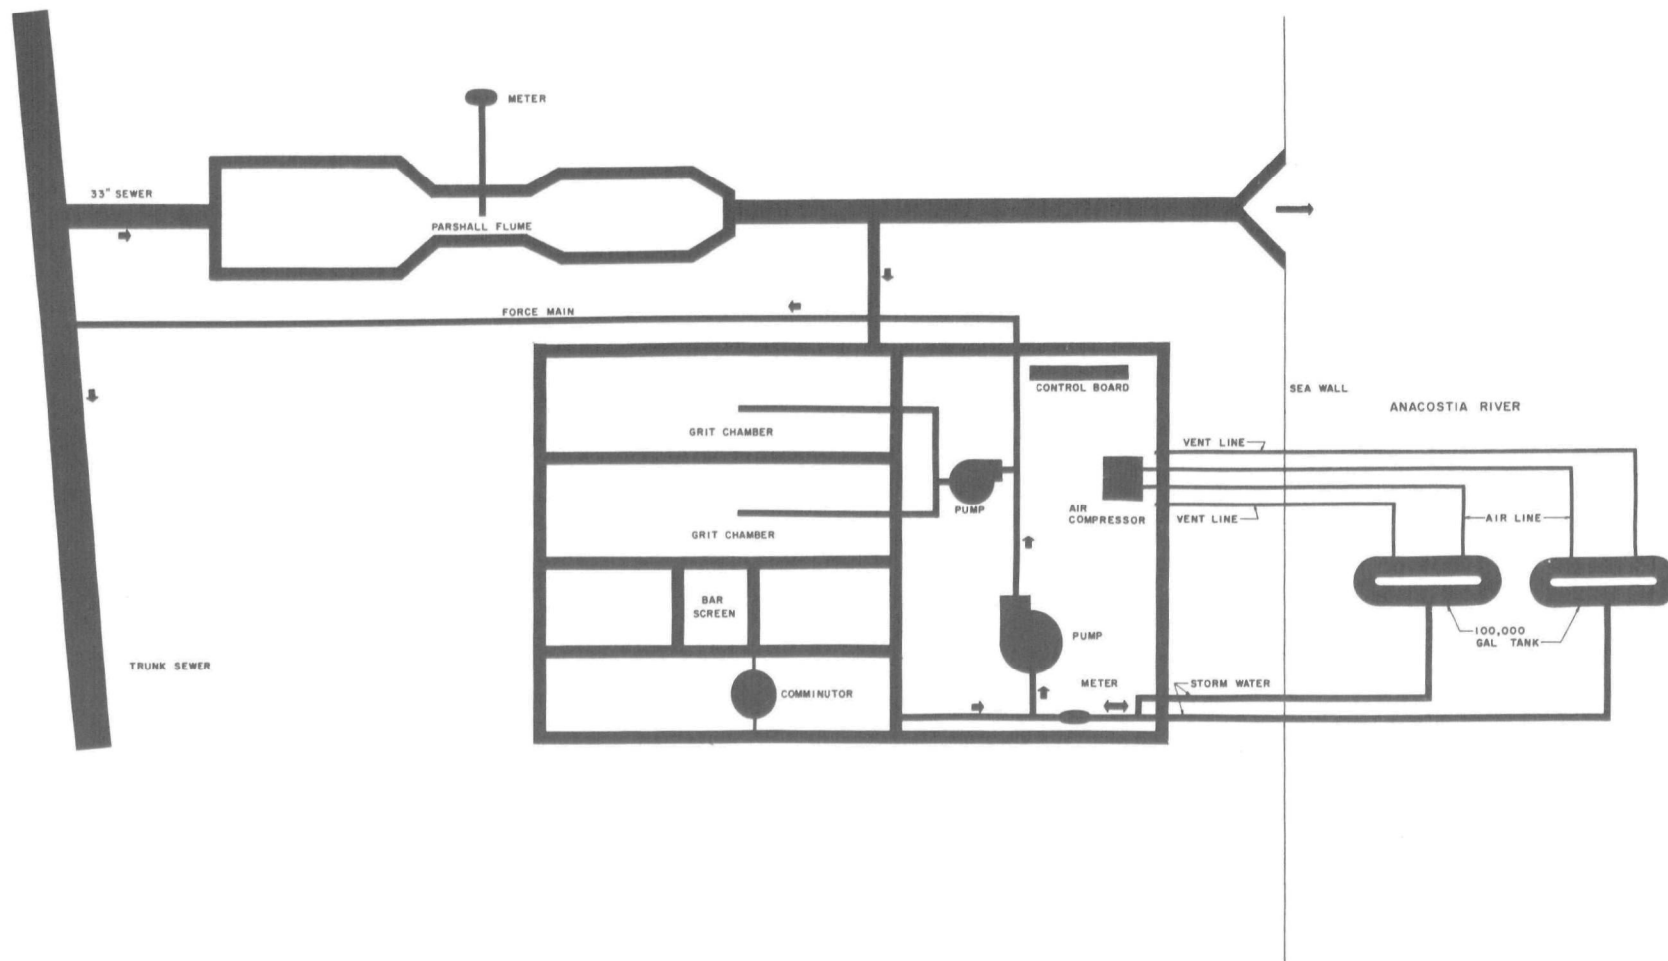 METER
33" SEWER
PARSHALL FLUME
FORCE MAIN
CONTROL BOARD
SEA WALL
ANACOSTIA RIVER
GRIT CHAMBER
VENT LINE
PUMP
AIR
COMPRESSOR
VENT LINE
AIR LINE
GRIT CHAMBER
BAR
SCREEN
PUMP
100,000
GAL TANK
TRUNK SEWER
COMMINUTOR
METER
STORM WATER